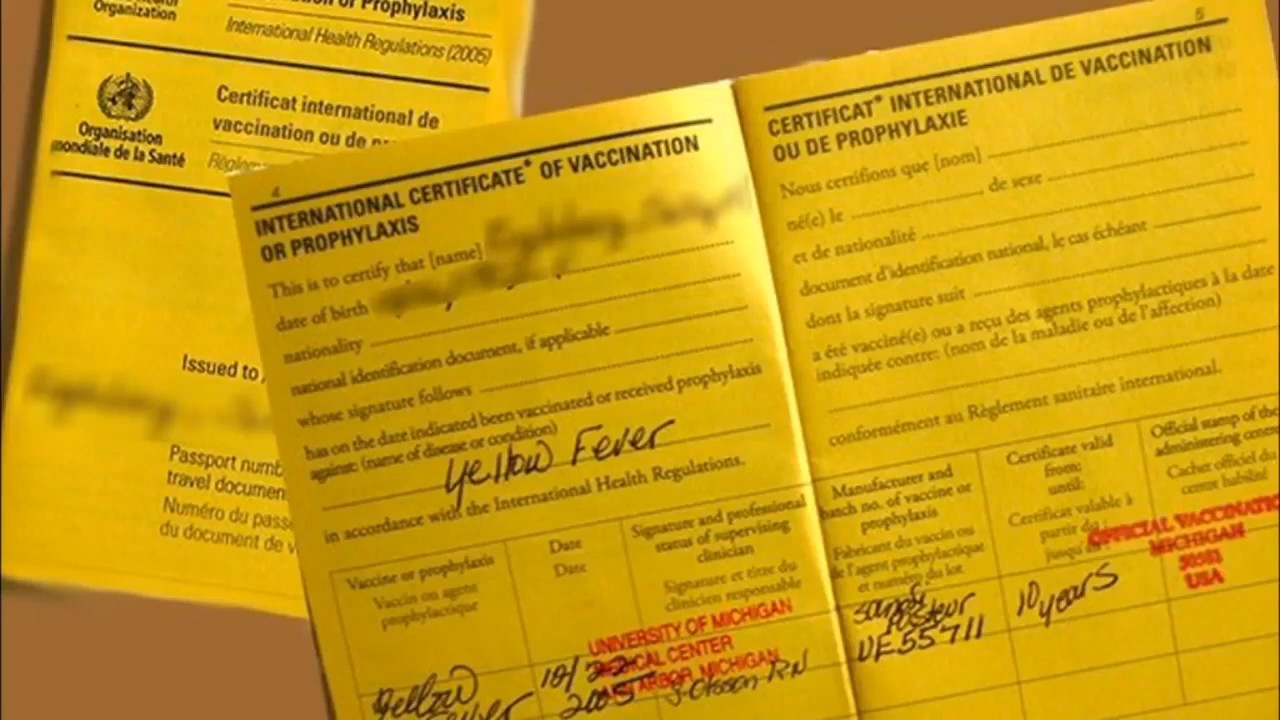 Organization
or Prophylaxis
International Health Regulations (2005)
Organisation
mondiale de la Santé
Certificat international de
vaccination ou de
Issued to
Passport numb
travel documen
Numéro du pass
du document de v
4
INTERNATIONAL CERTIFICATE* OF VACCINATION
OR PROPHYLAXIS
This is to certify that [name]
date of birth
nationality
national identification document, if applicable
whose signature follows
has on the date indicated been vaccinated or received prophylaxis
against: (name of disease or condition)
Yellow Fever
in accordance with the International Health Regulations.
Vaccine or prophylaxis
Vaccin ou agent
prophylactique
Date
Date
Signature and professional
status of supervising
clinician
Signature et titre du
clinicien responsable
UNIVERSITY OF MICHIGAN
MEDICAL CENTER
ANN ARBOR, MICHIGAN
Yellow
Fever
2005
RN
5
CERTIFICAT* INTERNATIONAL DE VACCINATION
OU DE PROPHYLAXIE
Nous certifions que [nom]
né(e) le de sexe
et de nationalité
document d'identification national, le cas échéant
dont la signature suit
a été vacciné(e) ou a reçu des agents prophylactiques à la date
indiquée contre: (nom de la maladie ou de l'affection)
conformément au Règlement sanitaire international.
Manufacturer and
batch no. of vaccine or
prophylaxis
Fabricant du vaccin ou
de l'agent prophylactique
et numéro du lot
Certificate valid
from:
until:
Certificat valable à
partir du :
jusqu'au :
Official stamp of the
administering cent
Cachet officiel du
centre habilité
OFFICIAL VACCINATIO
MICHIGAN
USA
Sanofi
Pasteur
UF55711
10 years